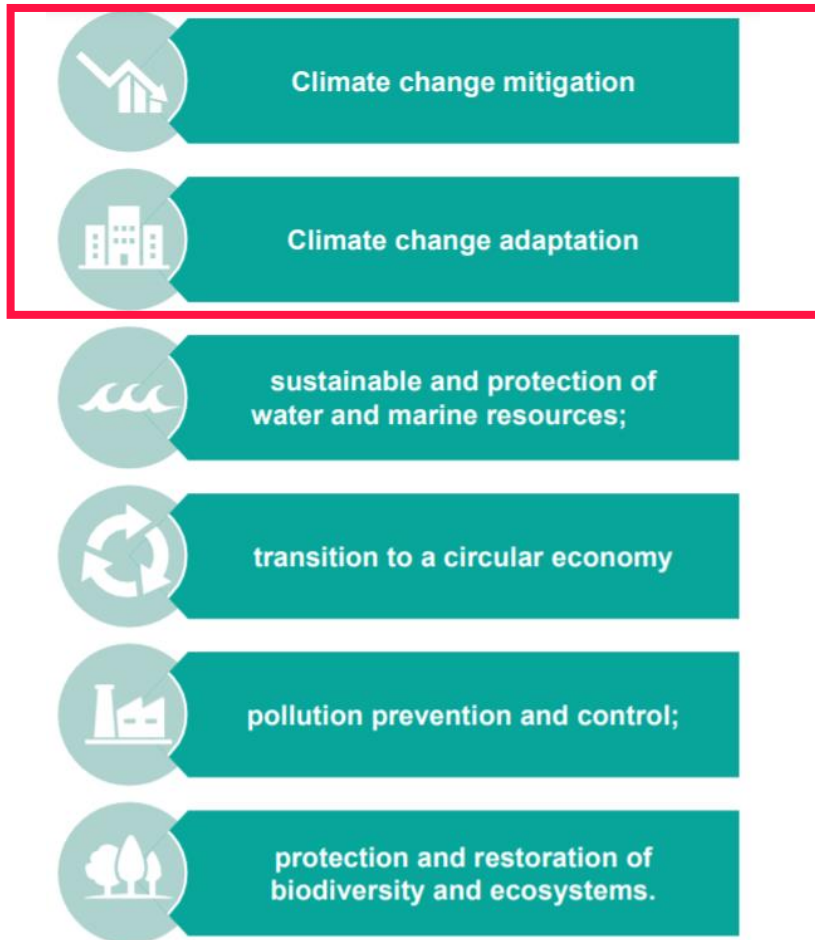 Climate change mitigation
Climate change adaptation
sustainable and protection of
water and marine resources;
transition to a circular economy
pollution prevention and control;
protection and restoration of
biodiversity and ecosystems.